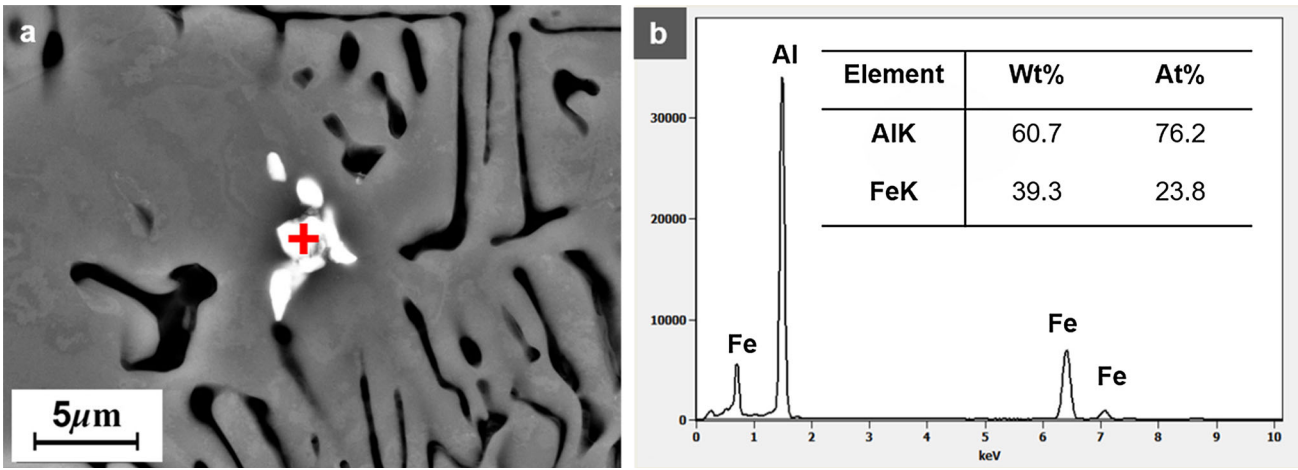 a
5μm
b
Element Wt% At%
AlK 60.7 76.2
FeK 39.3 23.8
Al
Fe
Fe
Fe
30000
20000
10000
0
0 1 2 3 4 5 6 7 8 9 10
keV